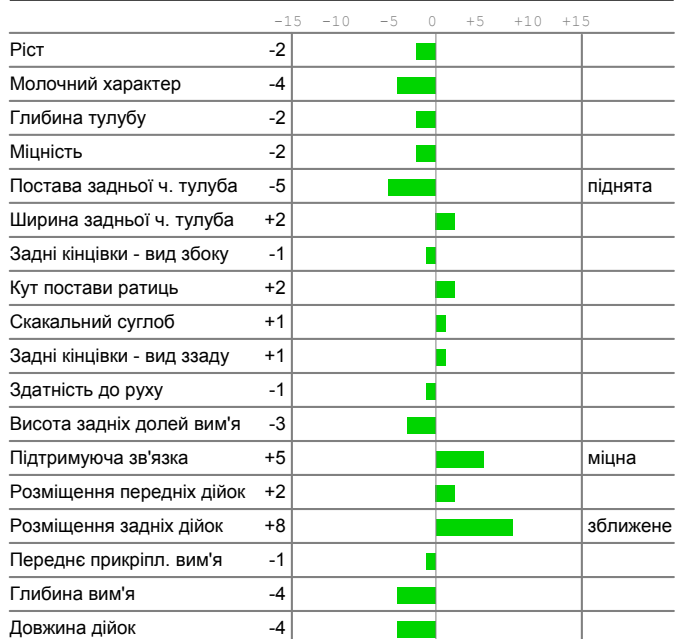 -15 -10 -5 0 +5 +10 +15
Ріст -2
Молочний характер -4
Глибина тулубу -2
Міцність -2
Постава задньої ч. тулуба -5 піднята
Ширина задньої ч. тулуба +2
Задні кінцівки - вид збоку -1
Кут постави ратиць +2
Скакальний суглоб +1
Задні кінцівки - вид ззаду +1
Здатність до руху -1
Висота задніх долей вим'я -3
Підтримуюча зв'язка +5 міцна
Розміщення передніх дійок +2
Розміщення задніх дійок +8 зближене
Переднє прикріпл. вим'я -1
Глибина вим'я -4
Довжина дійок -4